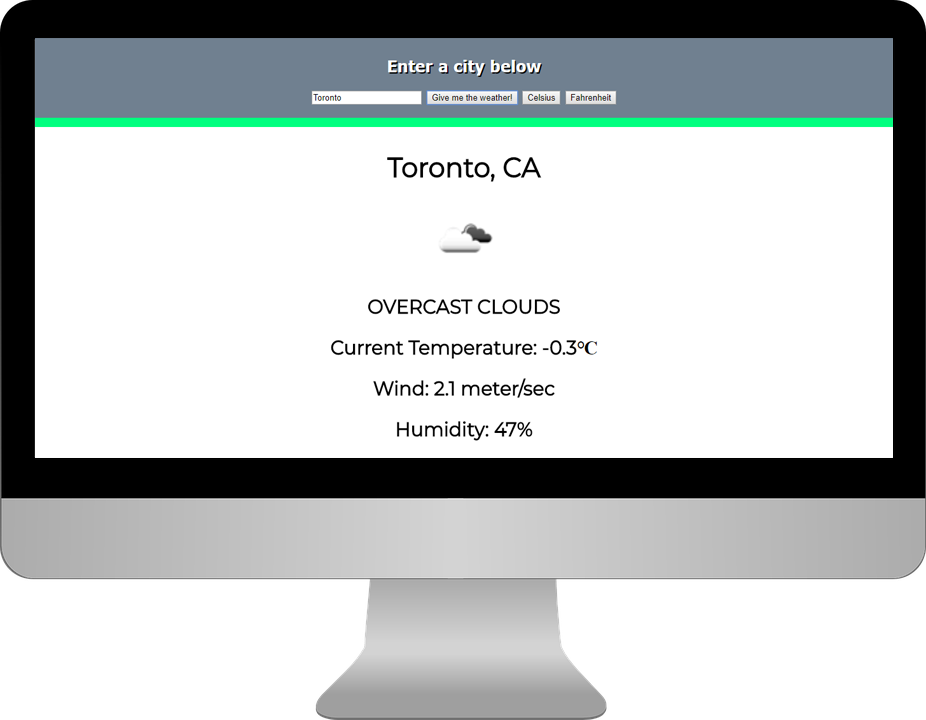 Enter a city below
Toronto Give me the weather! Celsius Fahrenheit
Toronto, CA
OVERCAST CLOUDS
Current Temperature: -0.3°C
Wind: 2.1 meter/sec
Humidity: 47%